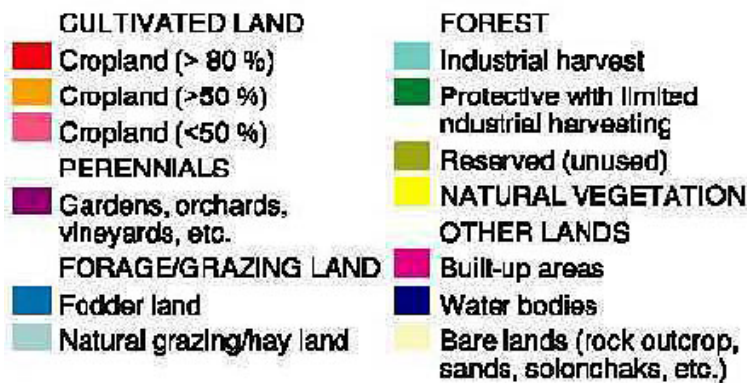 CULTIVATED LAND
Cropland (> 80 %)
Cropland (>50 %)
Cropland (<50 %)
PERENNIALS
Gardens, orchards,
vineyards, etc.
FORAGE/GRAZING LAND
Fodder land
Natural grazing/hay land
FOREST
Industrial harvest
Protective with limited
ndustrial harvesting
Reserved (unused)
NATURAL VEGETATION
OTHER LANDS
Built-up areas
Water bodies
Bare lands (rock outcrop,
sands, solonchaks, etc.)